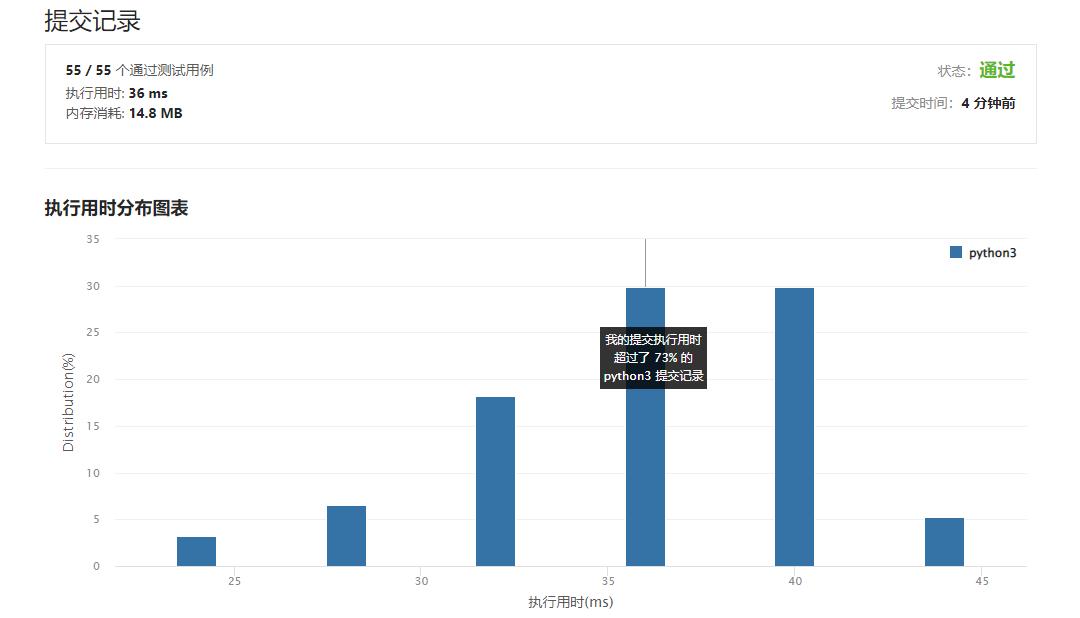 提交记录
55 / 55 个通过测试用例
状态：通过
执行用时: 36 ms
提交时间：4 分钟前
内存消耗: 14.8 MB
执行用时分布图表
python3
35
30
25
20
15
10
5
0
Distribution(%)
我的提交执行用时
超过了 73% 的
python3 提交记录
25
30
35
40
45
执行用时(ms)